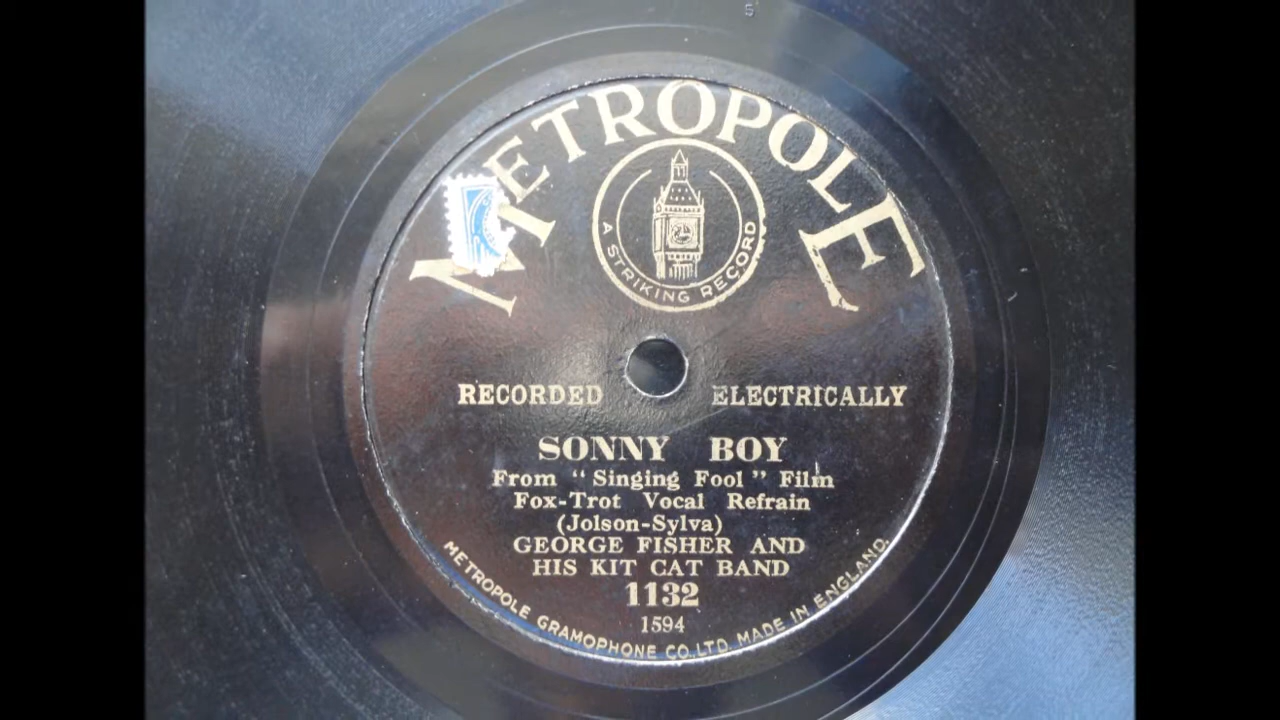 METROPOLE
A STRIKING RECORD
RECORDED ELECTRICALLY
SONNY BOY
From "Singing Fool" Film
Fox-Trot Vocal Refrain
(Jolson-Sylva)
GEORGE FISHER AND
HIS KIT CAT BAND
1132
1594
METROPOLE GRAMOPHONE CO., LTD. MADE IN ENGLAND.